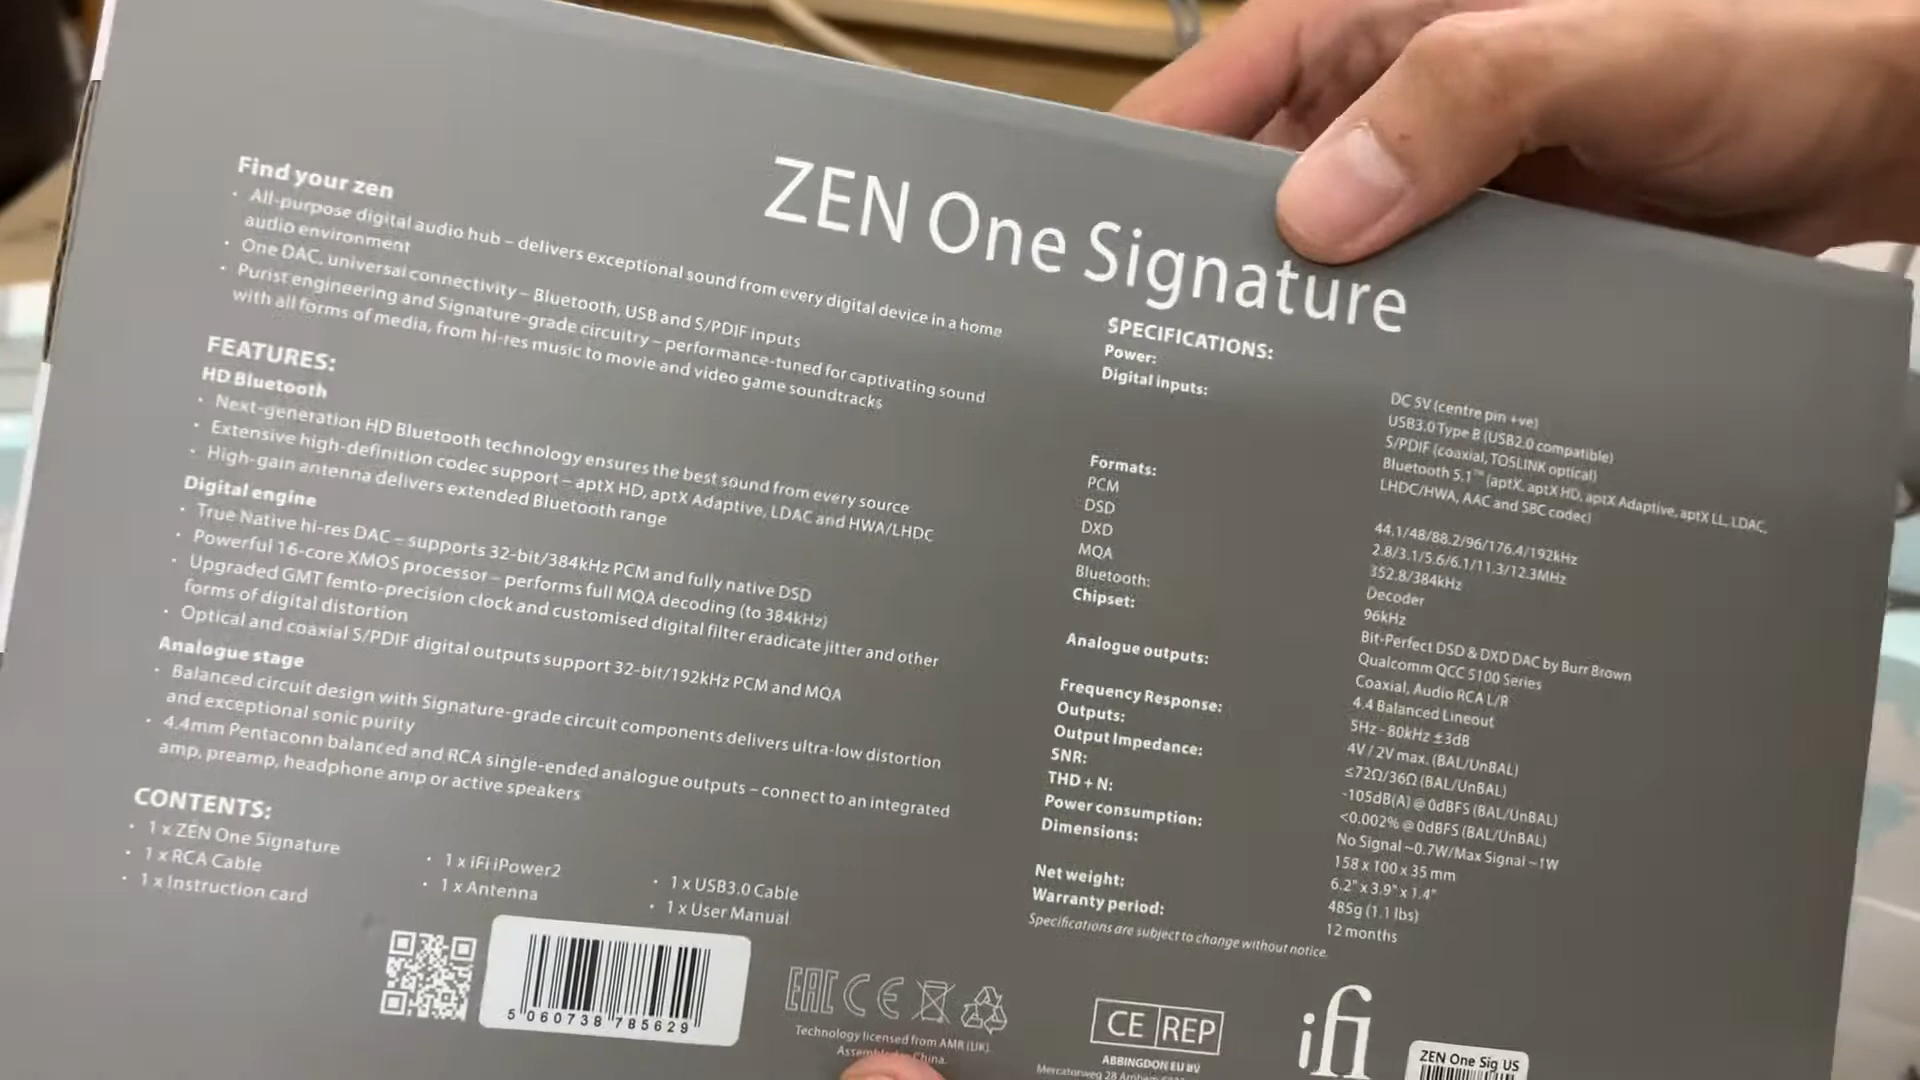 ZEN One Signature
Find your zen
• All-purpose digital audio hub – delivers exceptional sound from every digital device in a home
audio environment
• One DAC, universal connectivity – Bluetooth, USB and S/PDIF inputs
• Purist engineering and Signature-grade circuitry – performance-tuned for captivating sound
with all forms of media, from hi-res music to movie and video game soundtracks
FEATURES:
HD Bluetooth
• Next-generation HD Bluetooth technology ensures the best sound from every source
• Extensive high-definition codec support – aptX HD, aptX Adaptive, LDAC and HWA/LHDC
• High-gain antenna delivers extended Bluetooth range
Digital engine
• True Native hi-res DAC – supports 32-bit/384kHz PCM and fully native DSD
• Powerful 16-core XMOS processor – performs full MQA decoding (to 384kHz)
• Upgraded GMT femto-precision clock and customised digital filter eradicate jitter and other
forms of digital distortion
• Optical and coaxial S/PDIF digital outputs support 32-bit/192kHz PCM and MQA
Analogue stage
• Balanced circuit design with Signature-grade circuit components delivers ultra-low distortion
and exceptional sonic purity
• 4.4mm Pentaconn balanced and RCA single-ended analogue outputs – connect to an integrated
amp, preamp, headphone amp or active speakers
CONTENTS:
• 1 x ZEN One Signature
• 1 x RCA Cable
• 1 x Instruction card
• 1 x iFi iPower2
• 1 x Antenna
• 1 x USB3.0 Cable
• 1 x User Manual
SPECIFICATIONS:
Power: DC 5V (centre pin +ve)
Digital inputs: USB3.0 Type B (USB2.0 compatible)
S/PDIF (coaxial, TOSLINK optical)
Bluetooth 5.1™ (aptX, aptX HD, aptX Adaptive, aptX LL, LDAC,
LHDC/HWA, AAC and SBC codec)
Formats:
PCM 44.1/48/88.2/96/176.4/192kHz
DSD 2.8/3.1/5.6/6.1/11.3/12.3MHz
DXD 352.8/384kHz
MQA Decoder
Bluetooth: 96kHz
Chipset: Bit-Perfect DSD & DXD DAC by Burr Brown
Qualcomm QCC 5100 Series
Analogue outputs: Coaxial, Audio RCA L/R
4.4 Balanced Lineout
Frequency Response: 5Hz - 80kHz ±3dB
Outputs: 4V / 2V max. (BAL/UnBAL)
Output Impedance: ≤72Ω/36Ω (BAL/UnBAL)
SNR: -105dB(A) @ 0dBFS (BAL/UnBAL)
THD + N: <0.002% @ 0dBFS (BAL/UnBAL)
Power consumption: No Signal ~0.7W/Max Signal ~1W
Dimensions: 158 x 100 x 35 mm
6.2" x 3.9" x 1.4"
Net weight: 485g (1.1 lbs)
Warranty period: 12 months
Specifications are subject to change without notice.
5 060738 785629
EAC CE
Technology licensed from AMR (UK).
China.
CE REP
ABBINGDON EU BV
Mercatorweg 28 Arnhem
ifi
ZEN One Sig US